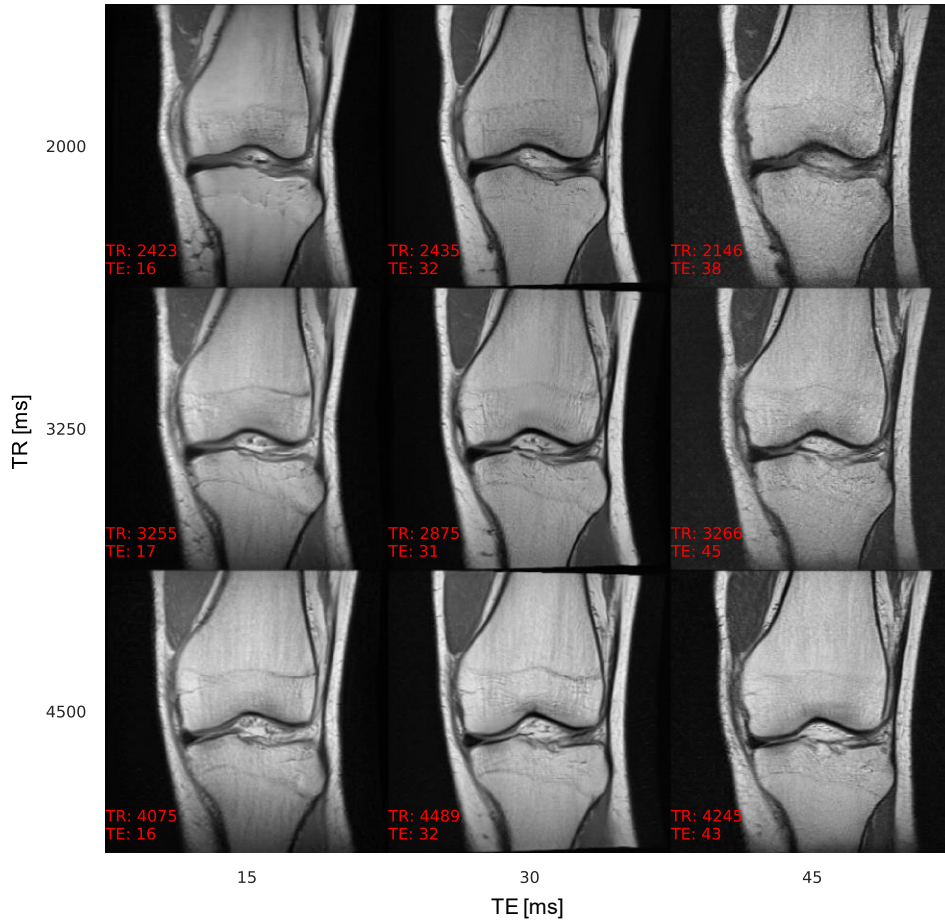 2000
TR: 2423
TE: 16
TR: 2435
TE: 32
TR: 2146
TE: 38
TR [ms]
3250
TR: 3255
TE: 17
TR: 2875
TE: 31
TR: 3266
TE: 45
4500
TR: 4075
TE: 16
TR: 4489
TE: 32
TR: 4245
TE: 43
15
30
45
TE [ms]